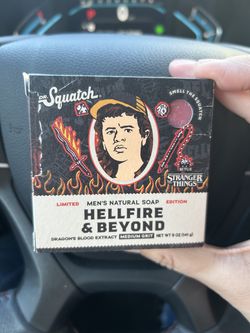 DR.
Squatch®
SMELL THE SQUATCH
STRANGER
THINGS
LIMITED
MEN'S NATURAL SOAP
EDITION
HELLFIRE
& BEYOND
DRAGON'S BLOOD EXTRACT MEDIUM GRIT NET WT 5 OZ (141 g)